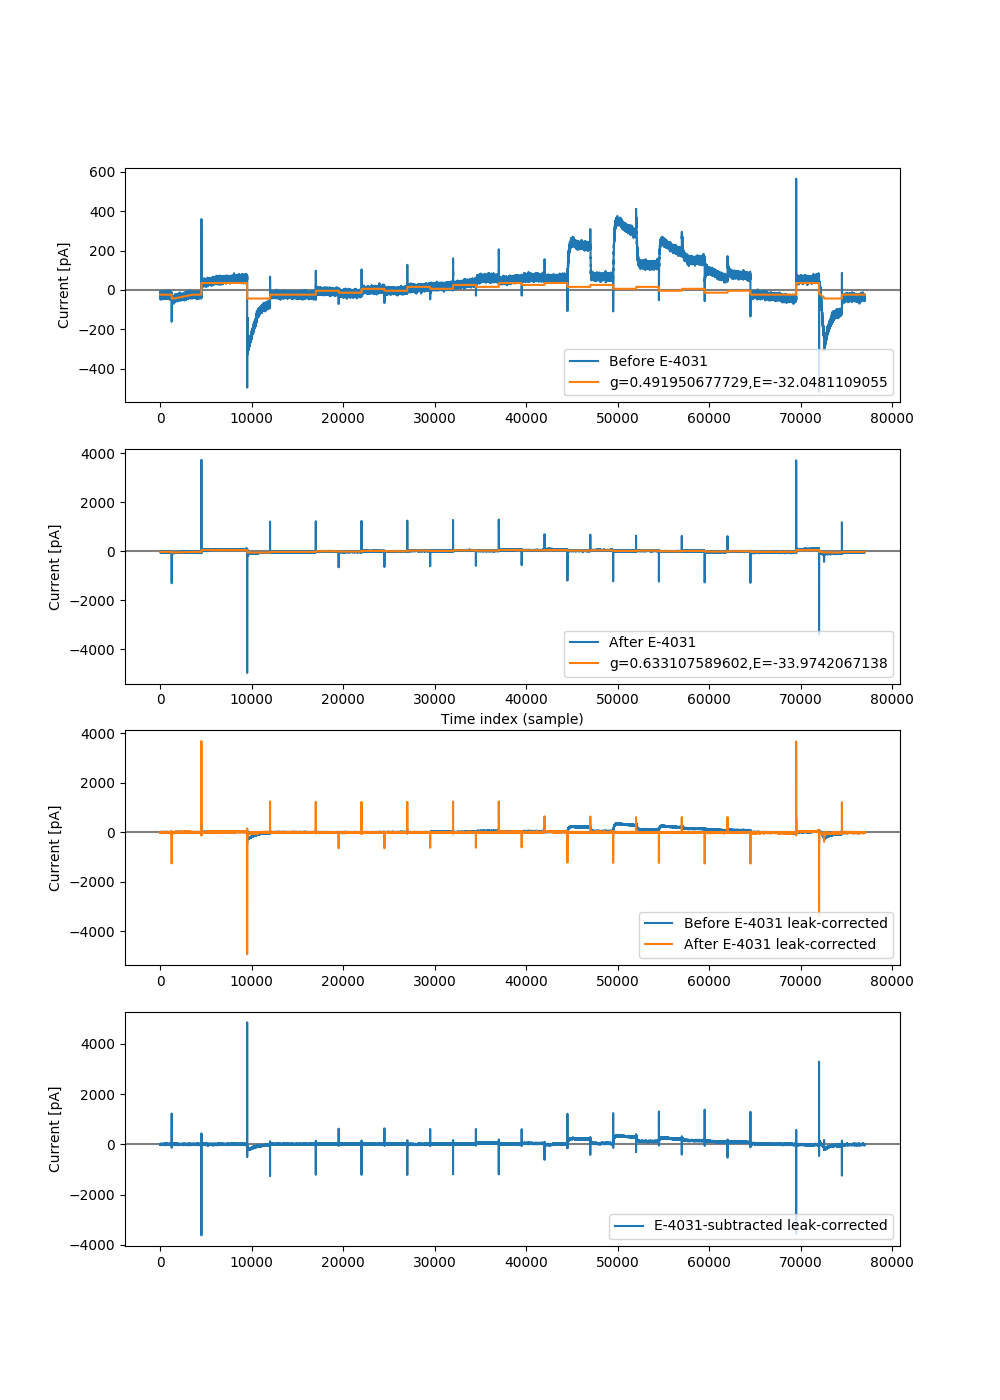 600
400
200
0
−200
−400
Current [pA]
Before E-4031
g=0.491950677729,E=-32.0481109055
0 10000 20000 30000 40000 50000 60000 70000 80000
4000
2000
0
−2000
−4000
Current [pA]
After E-4031
g=0.633107589602,E=-33.9742067138
0 10000 20000 30000 40000 50000 60000 70000 80000
Time index (sample)
4000
2000
0
−2000
−4000
Current [pA]
Before E-4031 leak-corrected
After E-4031 leak-corrected
0 10000 20000 30000 40000 50000 60000 70000 80000
4000
2000
0
−2000
−4000
Current [pA]
E-4031-subtracted leak-corrected
0 10000 20000 30000 40000 50000 60000 70000 80000